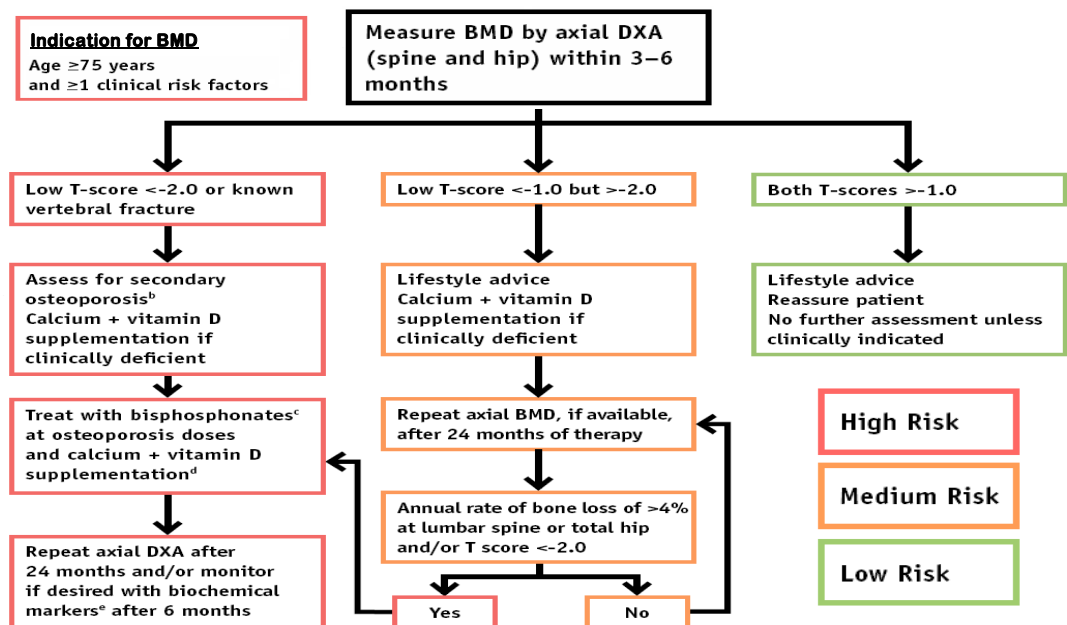 Indication for BMD
Age ≥75 years
and ≥1 clinical risk factors
Measure BMD by axial DXA
(spine and hip) within 3–6
months
Low T-score <-2.0 or known
vertebral fracture
Low T-score <-1.0 but >-2.0
Both T-scores >-1.0
Assess for secondary
osteoporosisᵇ
Calcium + vitamin D
supplementation if
clinically deficient
Lifestyle advice
Calcium + vitamin D
supplementation if
clinically deficient
Lifestyle advice
Reassure patient
No further assessment unless
clinically indicated
Treat with bisphosphonatesᶜ
at osteoporosis doses
and calcium + vitamin D
supplementationᵈ
Repeat axial BMD, if available,
after 24 months of therapy
Annual rate of bone loss of >4%
at lumbar spine or total hip
and/or T score <-2.0
Repeat axial DXA after
24 months and/or monitor
if desired with biochemical
markersᵉ after 6 months
Yes
No
High Risk
Medium Risk
Low Risk